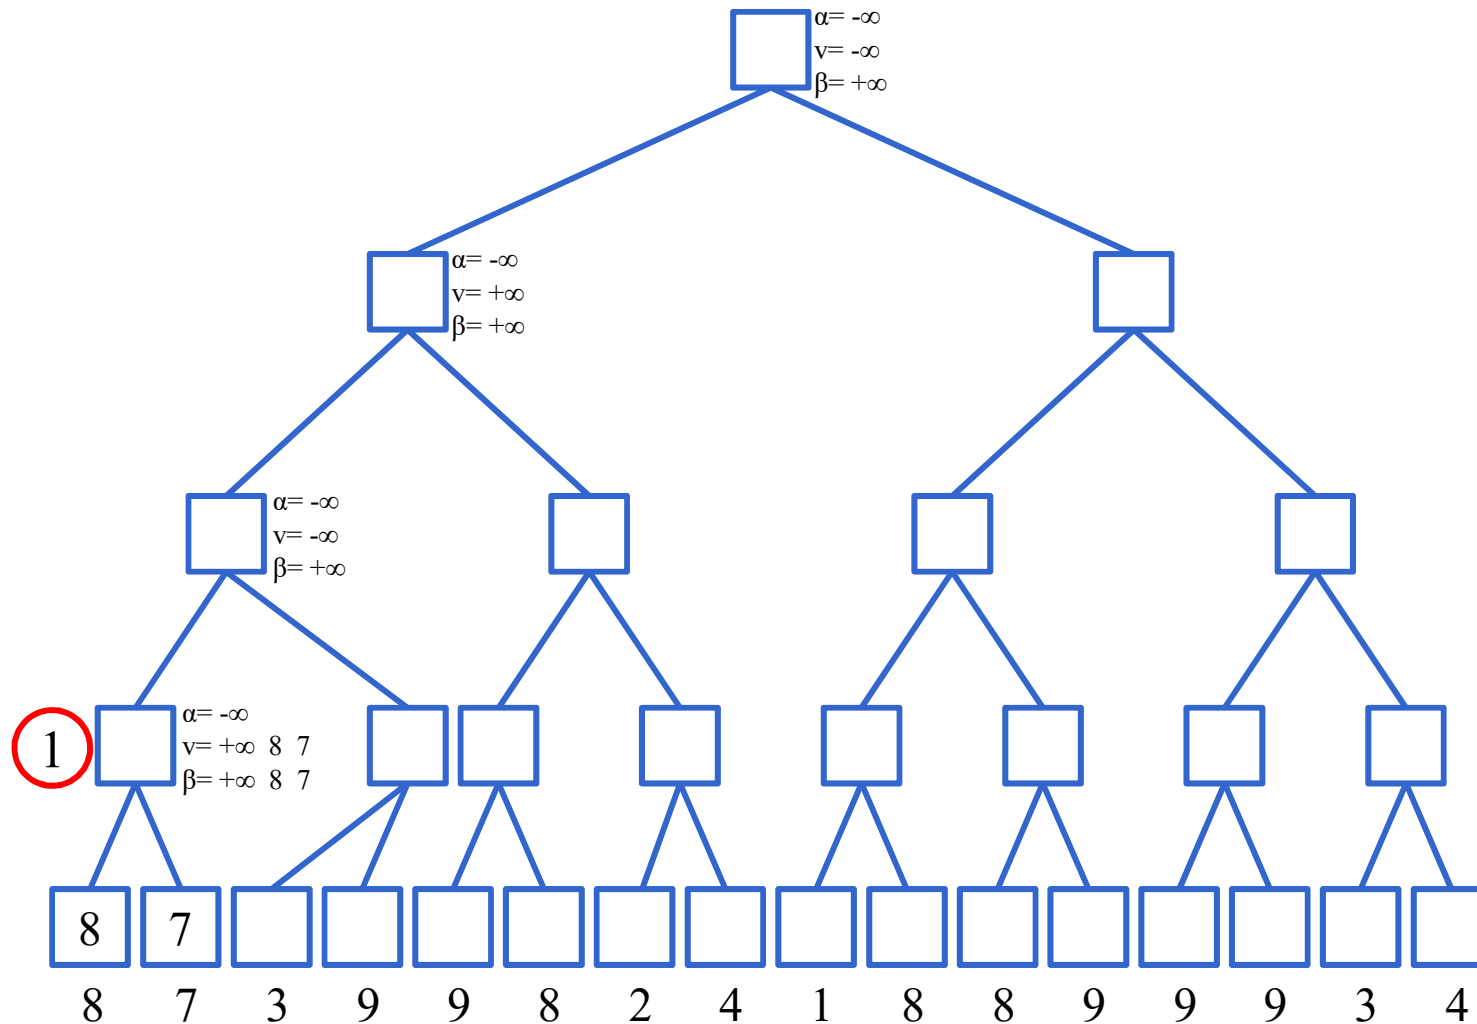 α= -∞
v= -∞
β= +∞
α= -∞
v= +∞
β= +∞
α= -∞
v= -∞
β= +∞
1
α= -∞
v= +∞ 8 7
β= +∞ 8 7
8 7
8 7 3 9 9 8 2 4 1 8 8 9 9 9 3 4